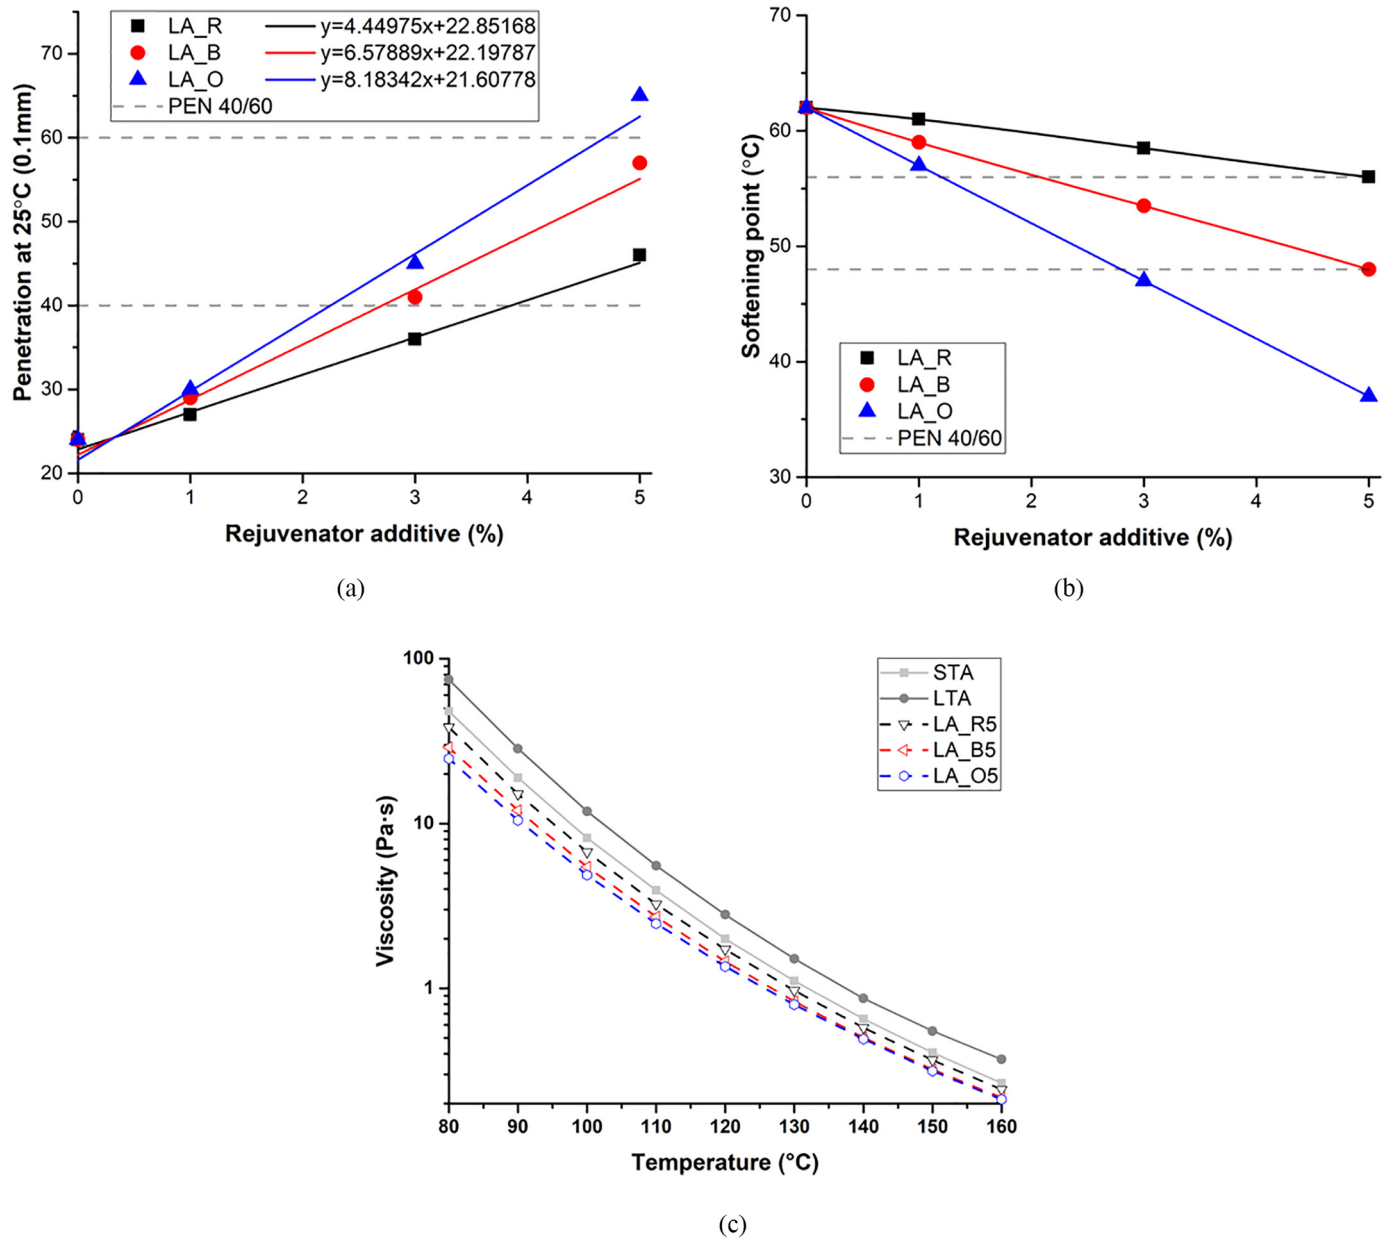 LA_R y=4.44975x+22.85168
LA_B y=6.57889x+22.19787
LA_O y=8.18342x+21.60778
PEN 40/60
70
60
50
40
30
20
Penetration at 25°C (0.1mm)
0 1 2 3 4 5
Rejuvenator additive (%)
(a)
70
60
50
40
30
Softening point (°C)
LA_R
LA_B
LA_O
PEN 40/60
0 1 2 3 4 5
Rejuvenator additive (%)
(b)
100
10
1
Viscosity (Pa·s)
STA
LTA
LA_R5
LA_B5
LA_O5
80 90 100 110 120 130 140 150 160
Temperature (°C)
(c)